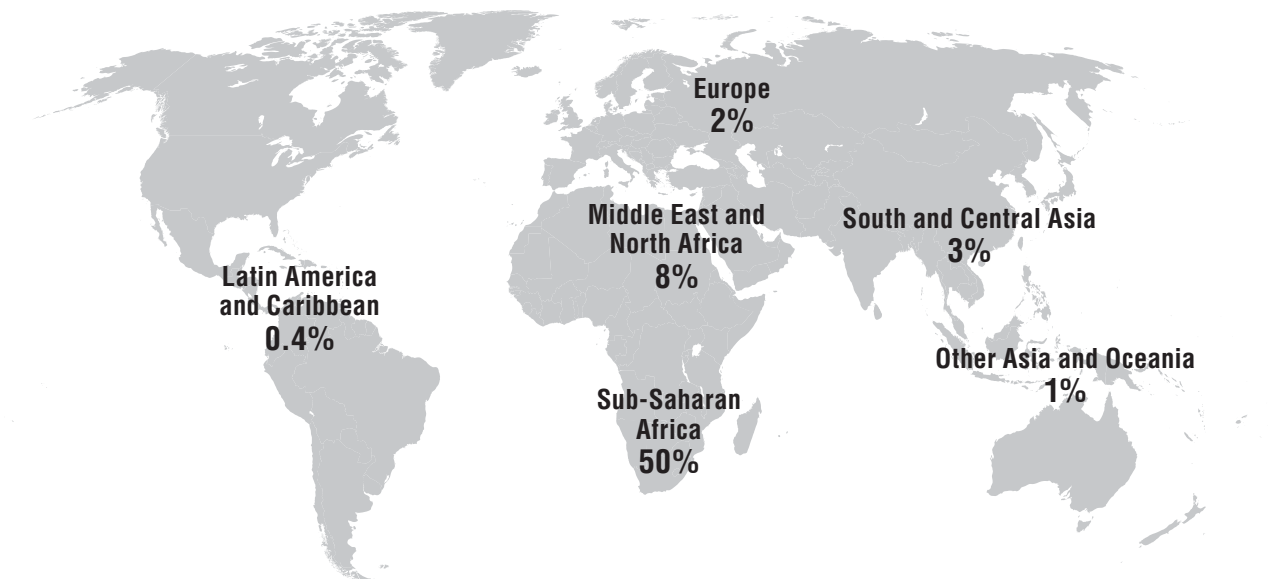 Europe
2%
Middle East and
North Africa
8%
South and Central Asia
3%
Latin America
and Caribbean
0.4%
Other Asia and Oceania
1%
Sub-Saharan
Africa
50%